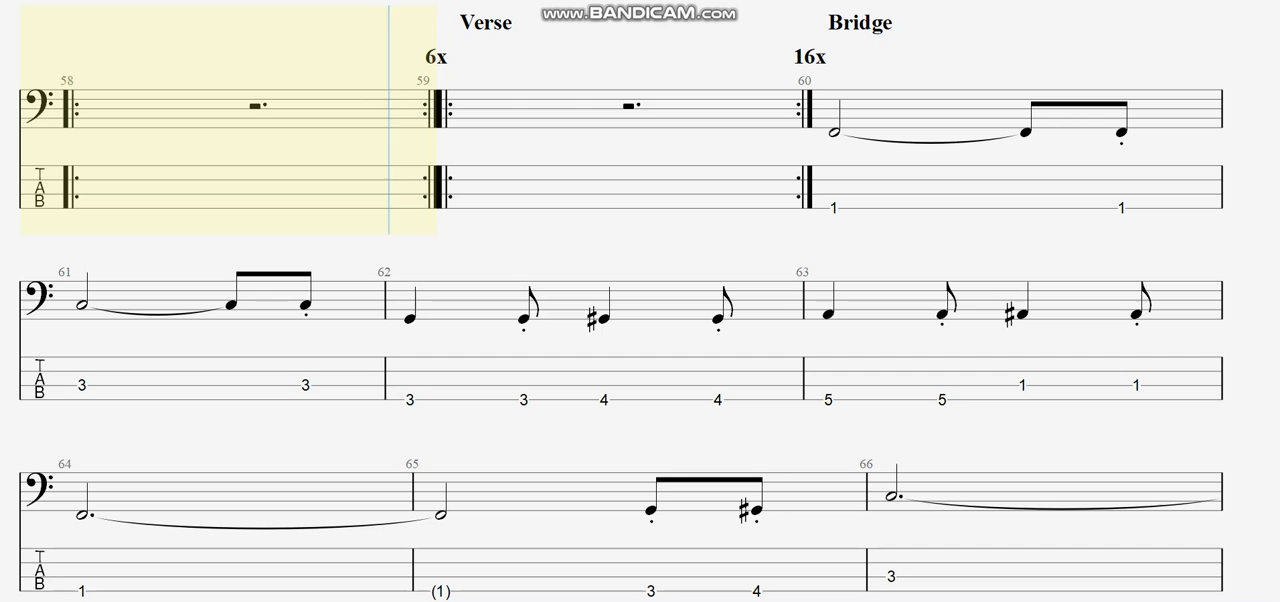 www.BANDICAM.com
Verse Bridge
6x 16x
58 59 60
T
A
B
1 1
61 62 63
T
A
B
3 3 3 3 4 4 5 5 1 1
64 65 66
T
A
B
1 (1) 3 4 3